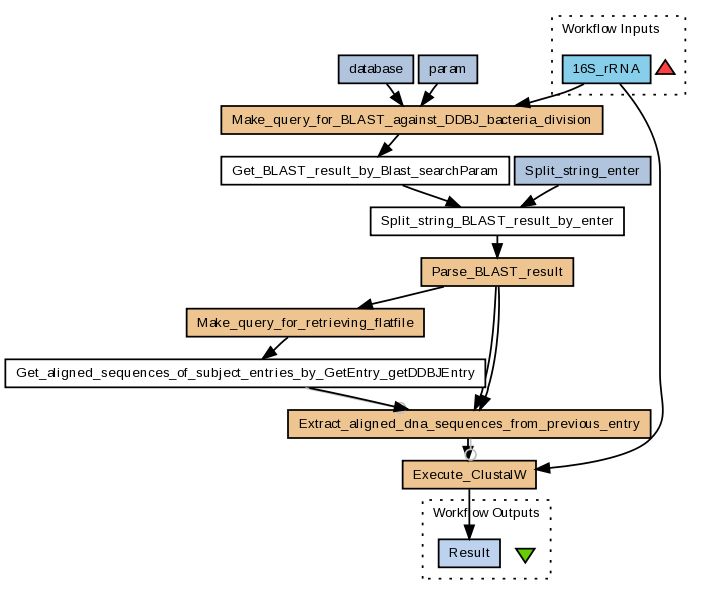 Workflow Inputs
database
param
16S_rRNA
Make_query_for_BLAST_against_DDBJ_bacteria_division
Get_BLAST_result_by_Blast_searchParam
Split_string_enter
Split_string_BLAST_result_by_enter
Parse_BLAST_result
Make_query_for_retrieving_flatfile
Get_aligned_sequences_of_subject_entries_by_GetEntry_getDDBJEntry
Extract_aligned_dna_sequences_from_previous_entry
Execute_ClustalW
Workflow Outputs
Result